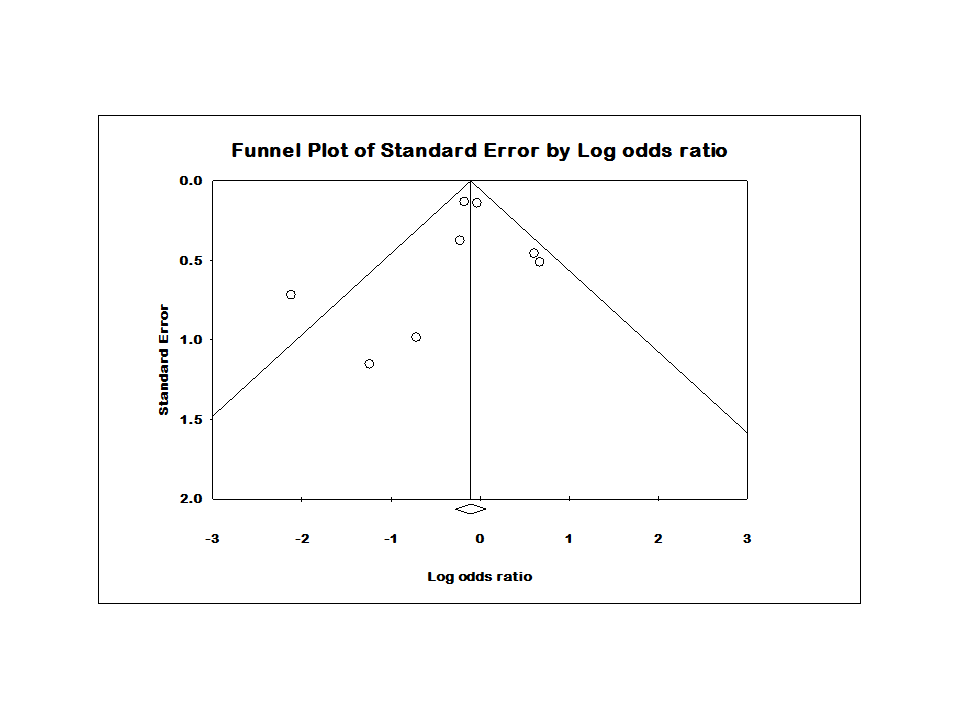 Funnel Plot of Standard Error by Log odds ratio
0.0
0.5
1.0
1.5
2.0
Standard Error
-3 -2 -1 0 1 2 3
Log odds ratio